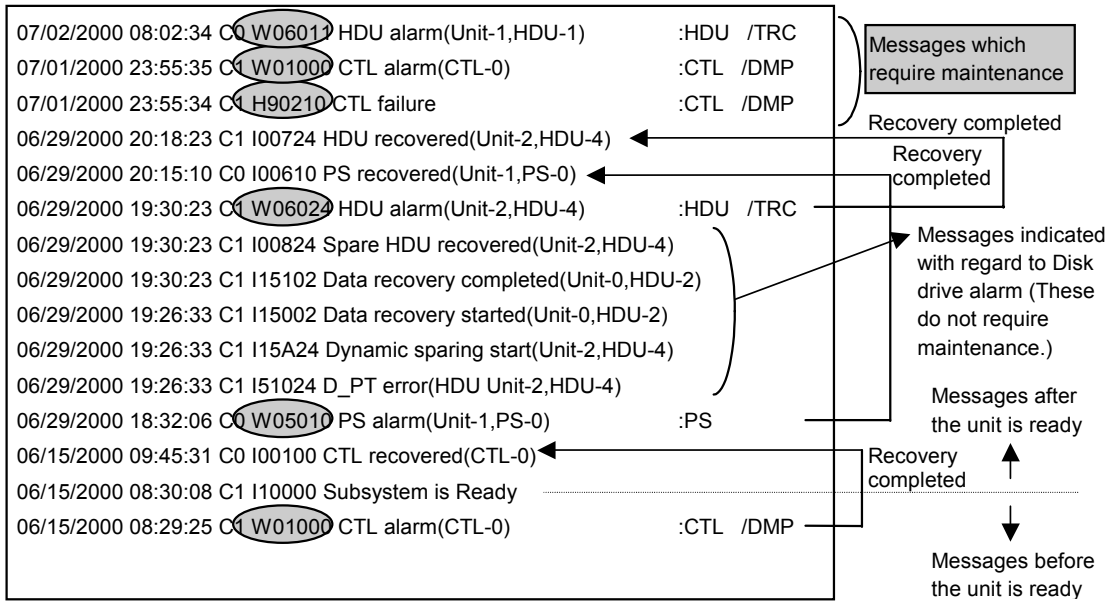 07/02/2000 08:02:34 C0 W06011 HDU alarm(Unit-1,HDU-1) :HDU /TRC
07/01/2000 23:55:35 C1 W01000 CTL alarm(CTL-0) :CTL /DMP
07/01/2000 23:55:34 C1 H90210 CTL failure :CTL /DMP
06/29/2000 20:18:23 C1 I00724 HDU recovered(Unit-2,HDU-4)
06/29/2000 20:15:10 C0 I00610 PS recovered(Unit-1,PS-0)
06/29/2000 19:30:23 C1 W06024 HDU alarm(Unit-2,HDU-4) :HDU /TRC
06/29/2000 19:30:23 C1 I00824 Spare HDU recovered(Unit-2,HDU-4)
06/29/2000 19:30:23 C1 I15102 Data recovery completed(Unit-0,HDU-2)
06/29/2000 19:26:33 C1 I15002 Data recovery started(Unit-0,HDU-2)
06/29/2000 19:26:33 C1 I15A24 Dynamic sparing start(Unit-2,HDU-4)
06/29/2000 19:26:33 C1 I51024 D_PT error(HDU Unit-2,HDU-4)
06/29/2000 18:32:06 C0 W05010 PS alarm(Unit-1,PS-0) :PS
06/15/2000 09:45:31 C0 I00100 CTL recovered(CTL-0)
06/15/2000 08:30:08 C1 I10000 Subsystem is Ready
06/15/2000 08:29:25 C1 W01000 CTL alarm(CTL-0) :CTL /DMP
Messages which
require maintenance
Recovery completed
Recovery
completed
Messages indicated
with regard to Disk
drive alarm (These
do not require
maintenance.)
Messages after
the unit is ready
Recovery
completed
Messages before
the unit is ready